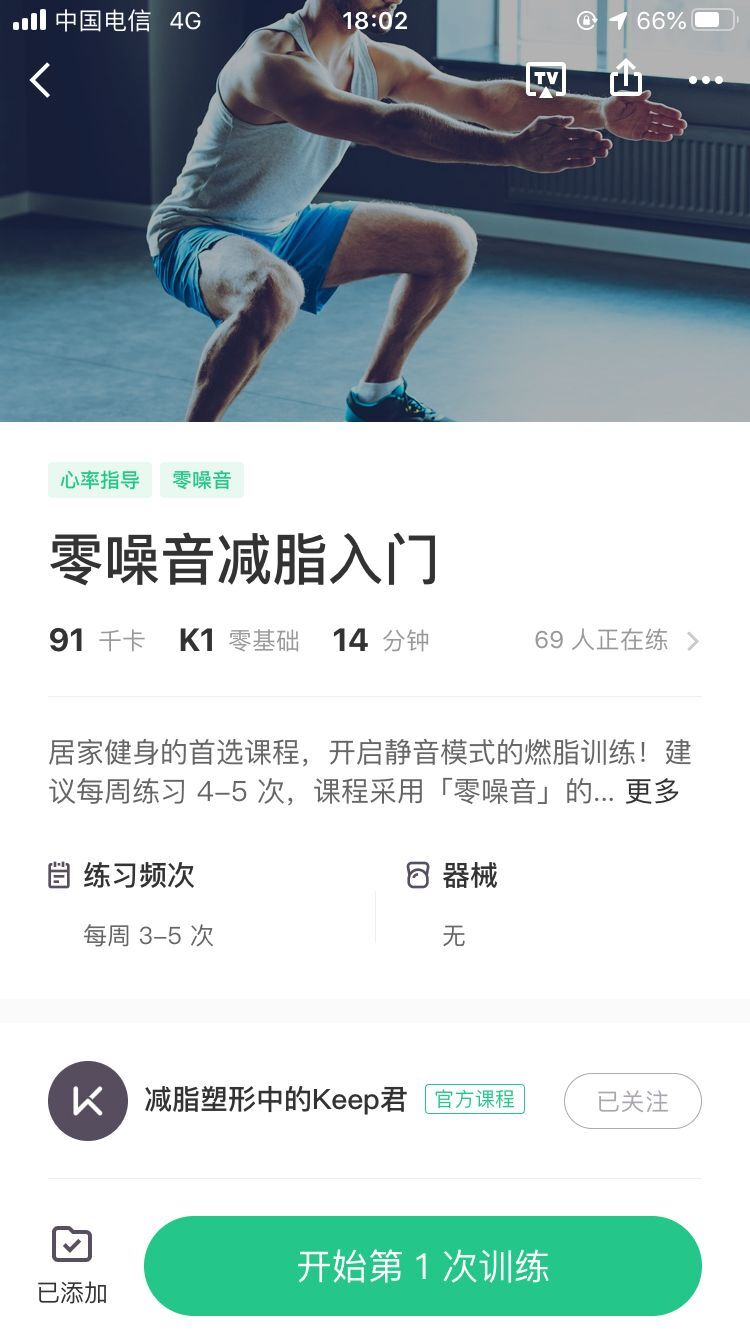 中国电信 4G 18:02 66%
TV
心率指导 零噪音
零噪音减脂入门
91 千卡 K1 零基础 14 分钟 69 人正在练
居家健身的首选课程，开启静音模式的燃脂训练！建
议每周练习 4-5 次，课程采用「零噪音」的... 更多
练习频次 器械
每周 3-5 次 无
减脂塑形中的Keep君 官方课程 已关注
已添加 开始第 1 次训练